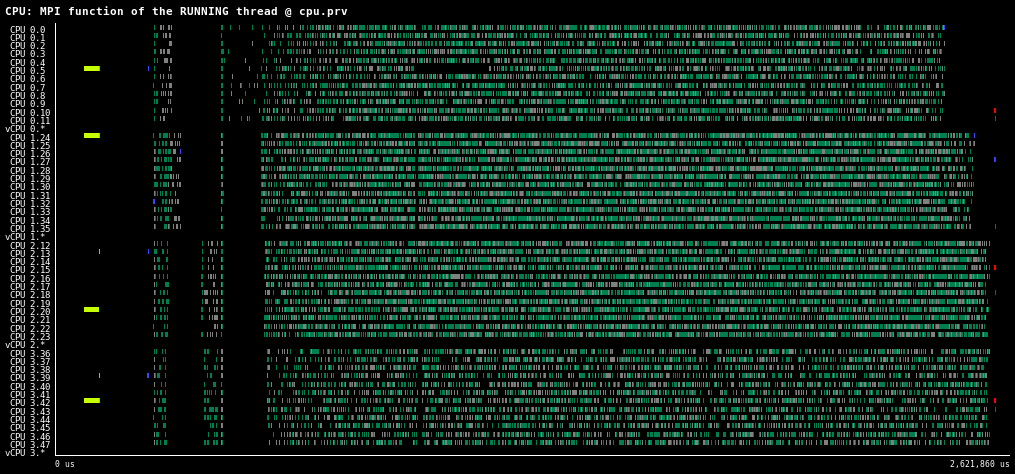 CPU: MPI function of the RUNNING thread @ cpu.prv
CPU 0.0
CPU 0.1
CPU 0.2
CPU 0.3
CPU 0.4
CPU 0.5
CPU 0.6
CPU 0.7
CPU 0.8
CPU 0.9
CPU 0.10
CPU 0.11
vCPU 0.*
CPU 1.24
CPU 1.25
CPU 1.26
CPU 1.27
CPU 1.28
CPU 1.29
CPU 1.30
CPU 1.31
CPU 1.32
CPU 1.33
CPU 1.34
CPU 1.35
vCPU 1.*
CPU 2.12
CPU 2.13
CPU 2.14
CPU 2.15
CPU 2.16
CPU 2.17
CPU 2.18
CPU 2.19
CPU 2.20
CPU 2.21
CPU 2.22
CPU 2.23
vCPU 2.*
CPU 3.36
CPU 3.37
CPU 3.38
CPU 3.39
CPU 3.40
CPU 3.41
CPU 3.42
CPU 3.43
CPU 3.44
CPU 3.45
CPU 3.46
CPU 3.47
vCPU 3.*
0 us
2,621,860 us